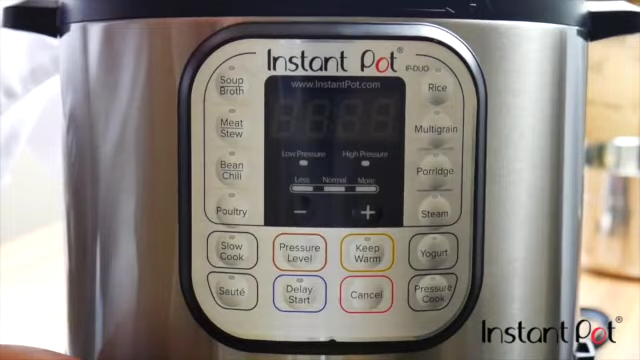 Instant Pot®
IP-DUO
www.InstantPot.com
Soup
Broth
Rice
Meat
Stew
Multigrain
Low Pressure
High Pressure
Bean
Chili
Porridge
Less
Normal
More
Poultry
−
+
Steam
Slow
Cook
Pressure
Level
Keep
Warm
Yogurt
Sauté
Delay
Start
Cancel
Pressure
Cook
Instant Pot®